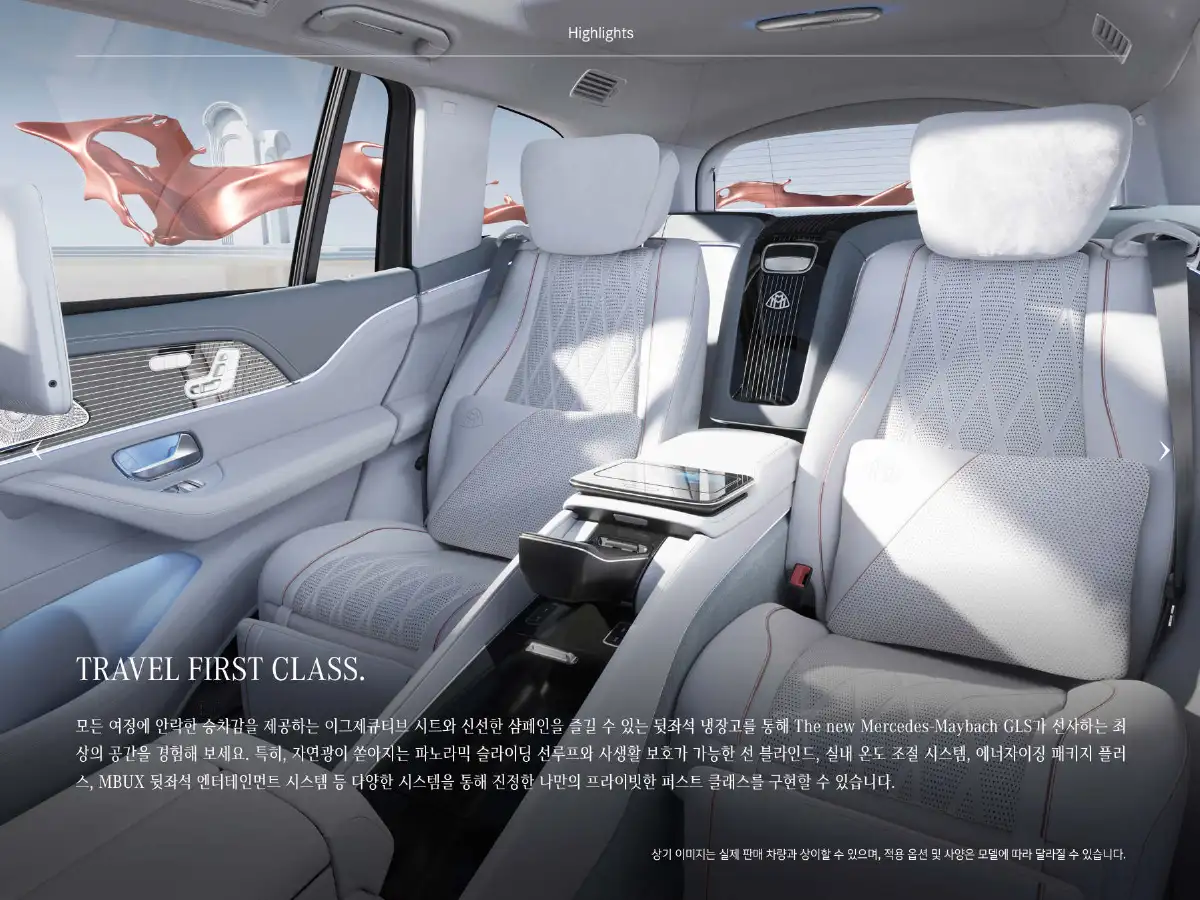 Highlights
TRAVEL FIRST CLASS.
모든 여정에 안락한 승차감을 제공하는 이그제큐티브 시트와 신선한 샴페인을 즐길 수 있는 뒷좌석 냉장고를 통해 The new Mercedes-Maybach GLS가 선사하는 최
상의 공간을 경험해 보세요. 특히, 자연광이 쏟아지는 파노라믹 슬라이딩 선루프와 사생활 보호가 가능한 선 블라인드, 실내 온도 조절 시스템, 에너자이징 패키지 플러
스, MBUX 뒷좌석 엔터테인먼트 시스템 등 다양한 시스템을 통해 진정한 나만의 프라이빗한 퍼스트 클래스를 구현할 수 있습니다.
상기 이미지는 실제 판매 차량과 상이할 수 있으며, 적용 옵션 및 사양은 모델에 따라 달라질 수 있습니다.